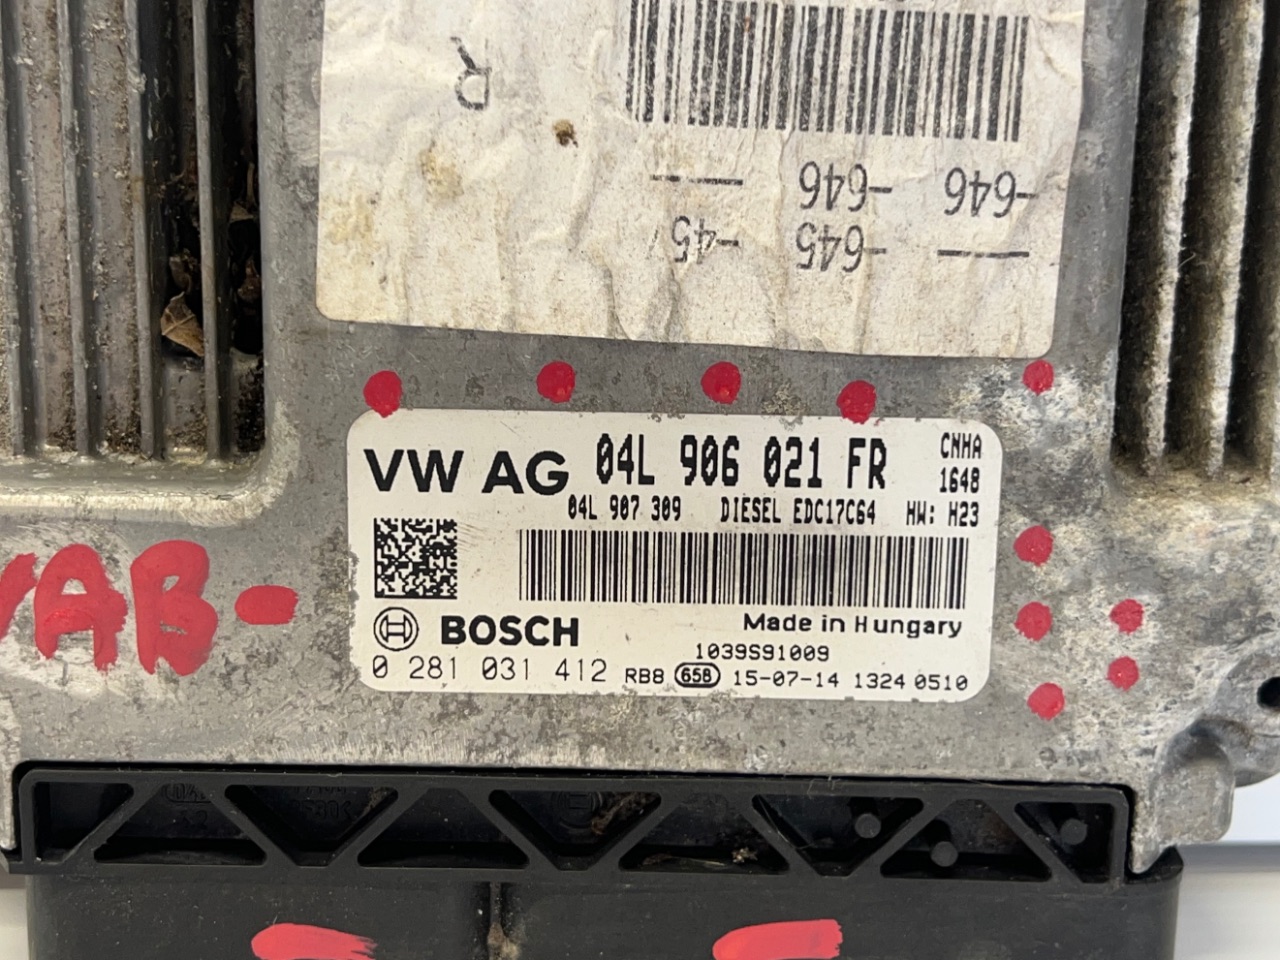 R
-646 -646 ---
--- -645 -45
VW AG 04L 906 021 FR CNHA
1648
04L 907 309 DIESEL EDC17C64 HW: H23
VAB-
BOSCH Made in Hungary
1039S91009
0 281 031 412 RB8 658 15-07-14 1324 0510